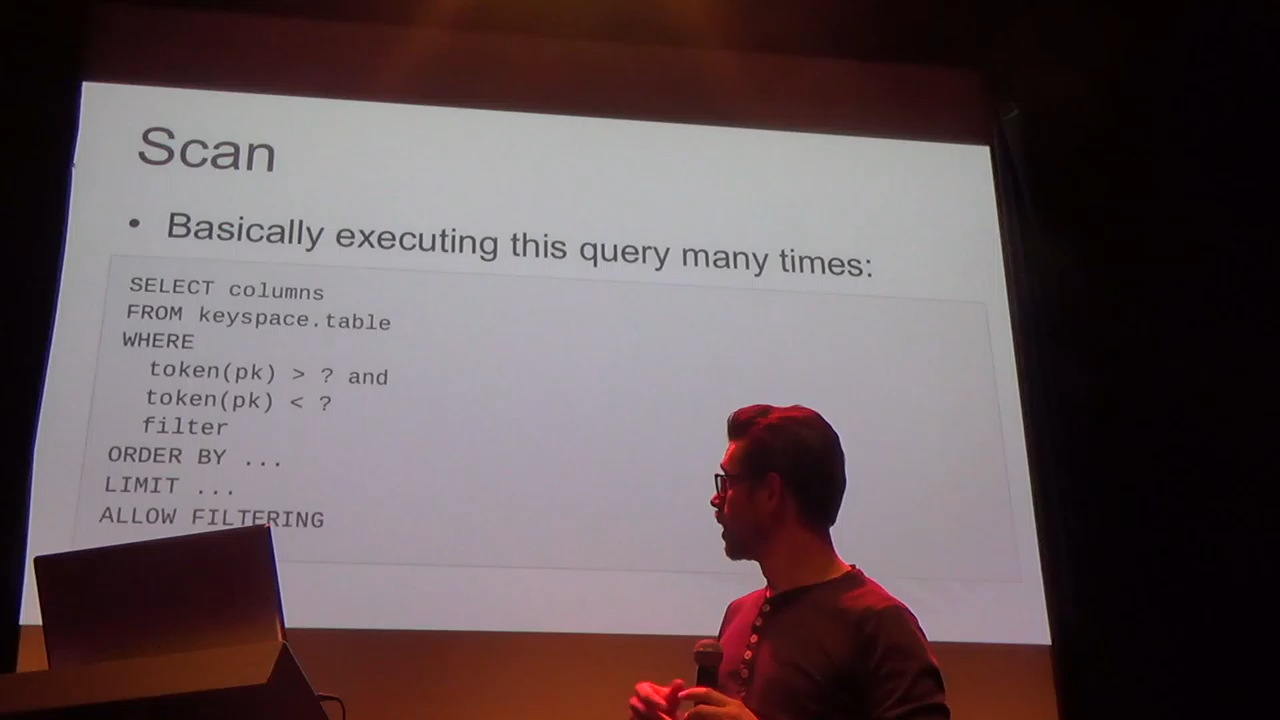 Scan
• Basically executing this query many times:
SELECT columns
FROM keyspace.table
WHERE
token(pk) > ? and
token(pk) < ?
filter
ORDER BY ...
LIMIT ...
ALLOW FILTERING